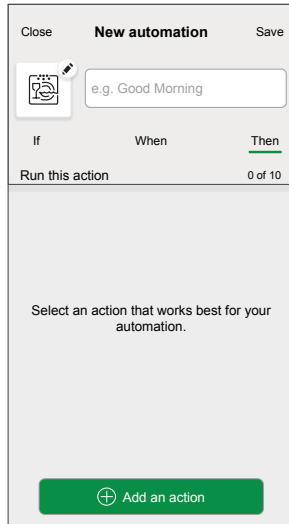 Close New automation Save
e.g. Good Morning
If When Then
Run this action 0 of 10
Select an action that works best for your
automation.
Add an action